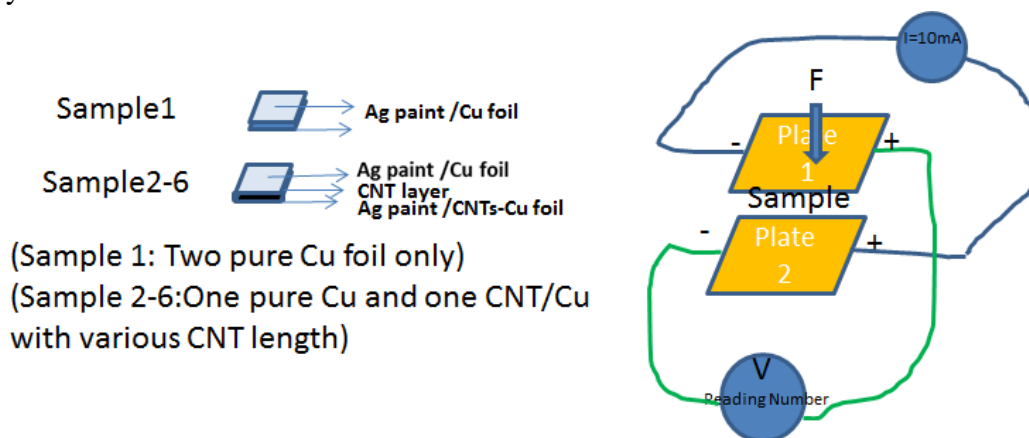 Sample1
Ag paint /Cu foil
Sample2-6
Ag paint /Cu foil
CNT layer
Ag paint /CNTs-Cu foil
(Sample 1: Two pure Cu foil only)
(Sample 2-6:One pure Cu and one CNT/Cu
with various CNT length)
I=10mA
F
-
Plate
+
1
Sample
-
Plate
+
2
V
Reading Number